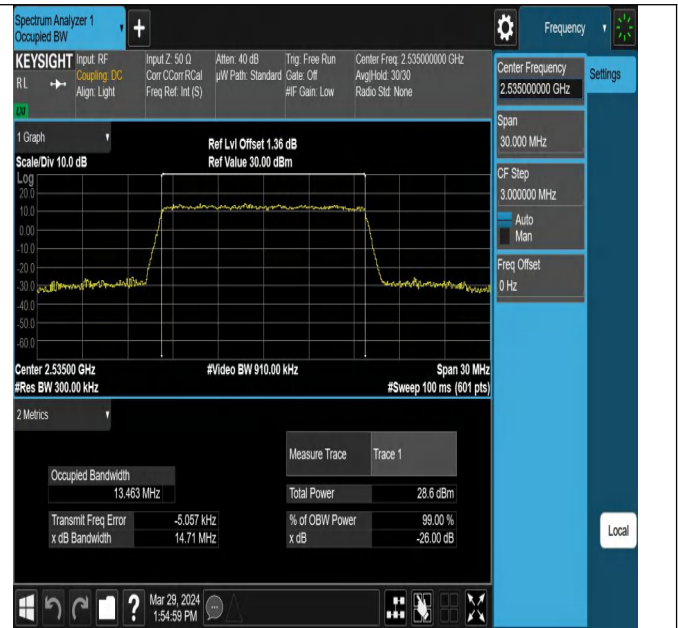 Spectrum Analyzer 1
Occupied BW
Frequency
KEYSIGHT
RL
Input: RF
Coupling: DC
Align: Light
Input Z: 50 Ω
Corr CCorr RCal
Freq Ref: Int (S)
Atten: 40 dB
µW Path: Standard
Trig: Free Run
Gate: Off
#IF Gain: Low
Center Freq: 2.535000000 GHz
Avg|Hold: 30/30
Radio Std: None
LXI
1 Graph
Scale/Div 10.0 dB
Ref Lvl Offset 1.36 dB
Ref Value 30.00 dBm
Log
20.0
10.0
0.00
-10.0
-20.0
-30.0
-40.0
-50.0
-60.0
Center 2.53500 GHz
#Video BW 910.00 kHz
Span 30 MHz
#Res BW 300.00 kHz
#Sweep 100 ms (601 pts)
2 Metrics
Measure Trace Trace 1
Occupied Bandwidth
13.463 MHz
Total Power 28.6 dBm
Transmit Freq Error -5.057 kHz
% of OBW Power 99.00 %
x dB Bandwidth 14.71 MHz
x dB -26.00 dB
Center Frequency
2.535000000 GHz
Settings
Span
30.000 MHz
CF Step
3.000000 MHz
Auto
Man
Freq Offset
0 Hz
Local
?
Mar 29, 2024
1:54:59 PM